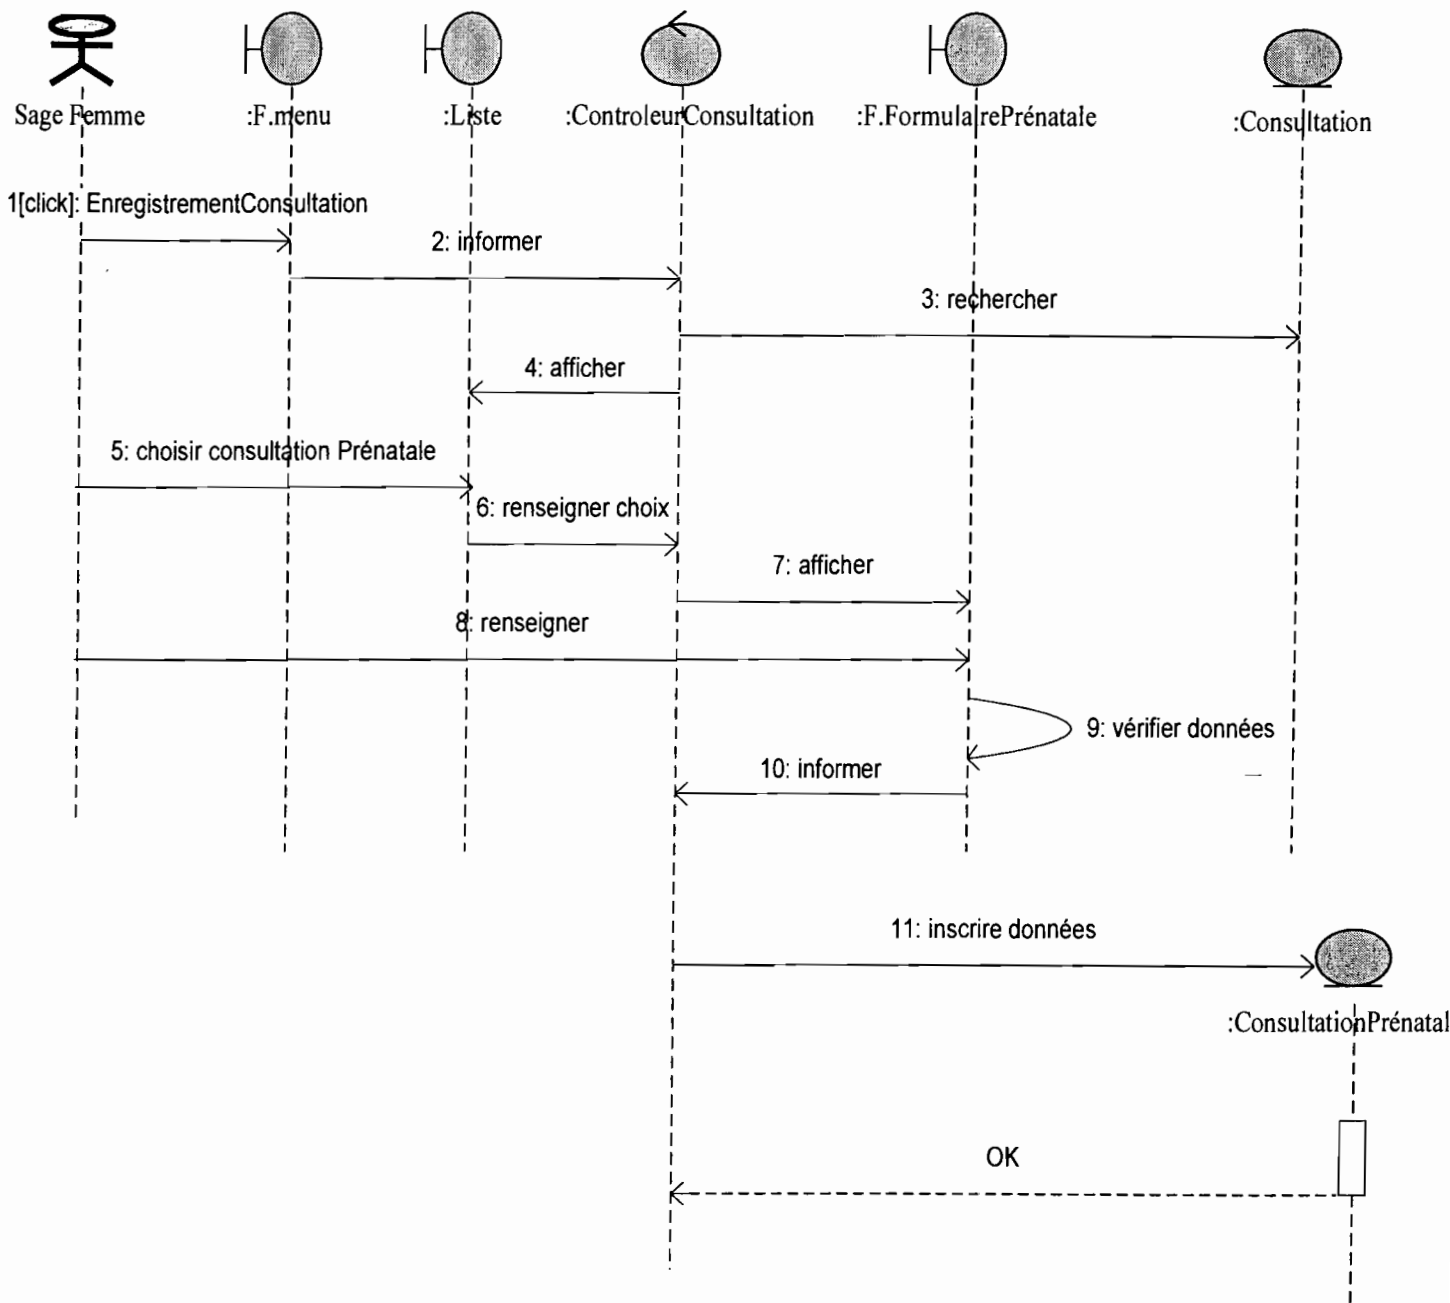 Sage Femme
:F.menu
:Liste
:ControleurConsultation
:F.FormulairePrénatale
:Consultation
1[click]: EnregistrementConsultation
2: informer
3: rechercher
4: afficher
5: choisir consultation Prénatale
6: renseigner choix
7: afficher
8: renseigner
9: vérifier données
10: informer
11: inscrire données
:ConsultationPrénatal
OK